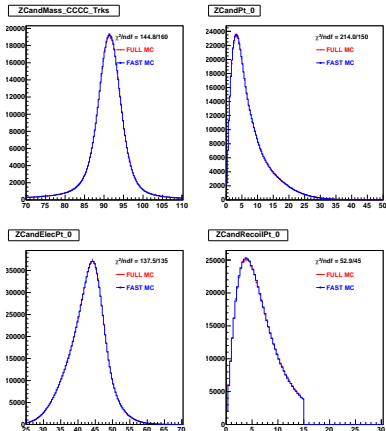 ZCandMass_CCCC_Trks
χ²/ndf = 144.8/160
FULL MC
FAST MC
20000
18000
16000
14000
12000
10000
8000
6000
4000
2000
0
70 75 80 85 90 95 100 105 110
ZCandPt_0
χ²/ndf = 214.0/150
FULL MC
FAST MC
24000
22000
20000
18000
16000
14000
12000
10000
8000
6000
4000
2000
0
0 5 10 15 20 25 30 35 40 45 50
ZCandElecPt_0
χ²/ndf = 137.5/135
FULL MC
FAST MC
35000
30000
25000
20000
15000
10000
5000
0
25 30 35 40 45 50 55 60 65 70
ZCandRecoilPt_0
χ²/ndf = 52.9/45
FULL MC
FAST MC
25000
20000
15000
10000
5000
0
0 5 10 15 20 25 30